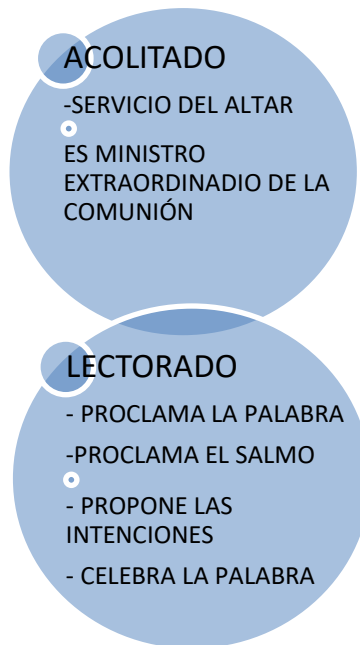 ACOLITADO
-SERVICIO DEL ALTAR
ES MINISTRO
EXTRAORDINADIO DE LA
COMUNIÓN
LECTORADO
- PROCLAMA LA PALABRA
-PROCLAMA EL SALMO
- PROPONE LAS
INTENCIONES
- CELEBRA LA PALABRA